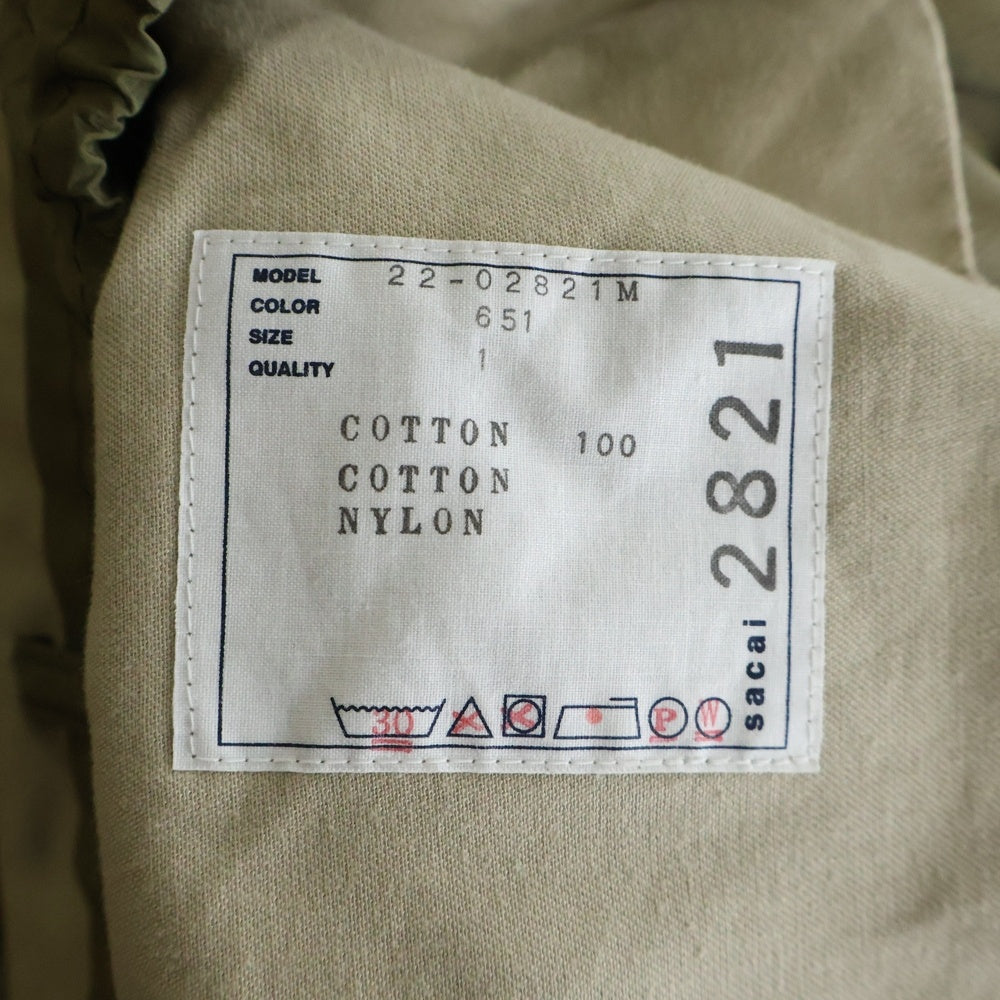 MODEL 22-02821M
COLOR 651
SIZE 1
QUALITY
COTTON 100
COTTON
NYLON
30 P W
sacai 2821